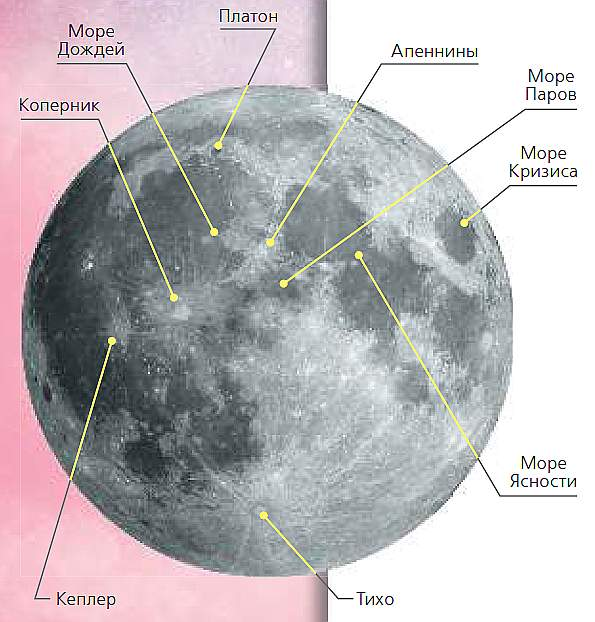 Платон
Море
Дождей
Апеннины
Море
Паров
Коперник
Море
Кризиса
Море
Ясности
Кеплер
Тихо